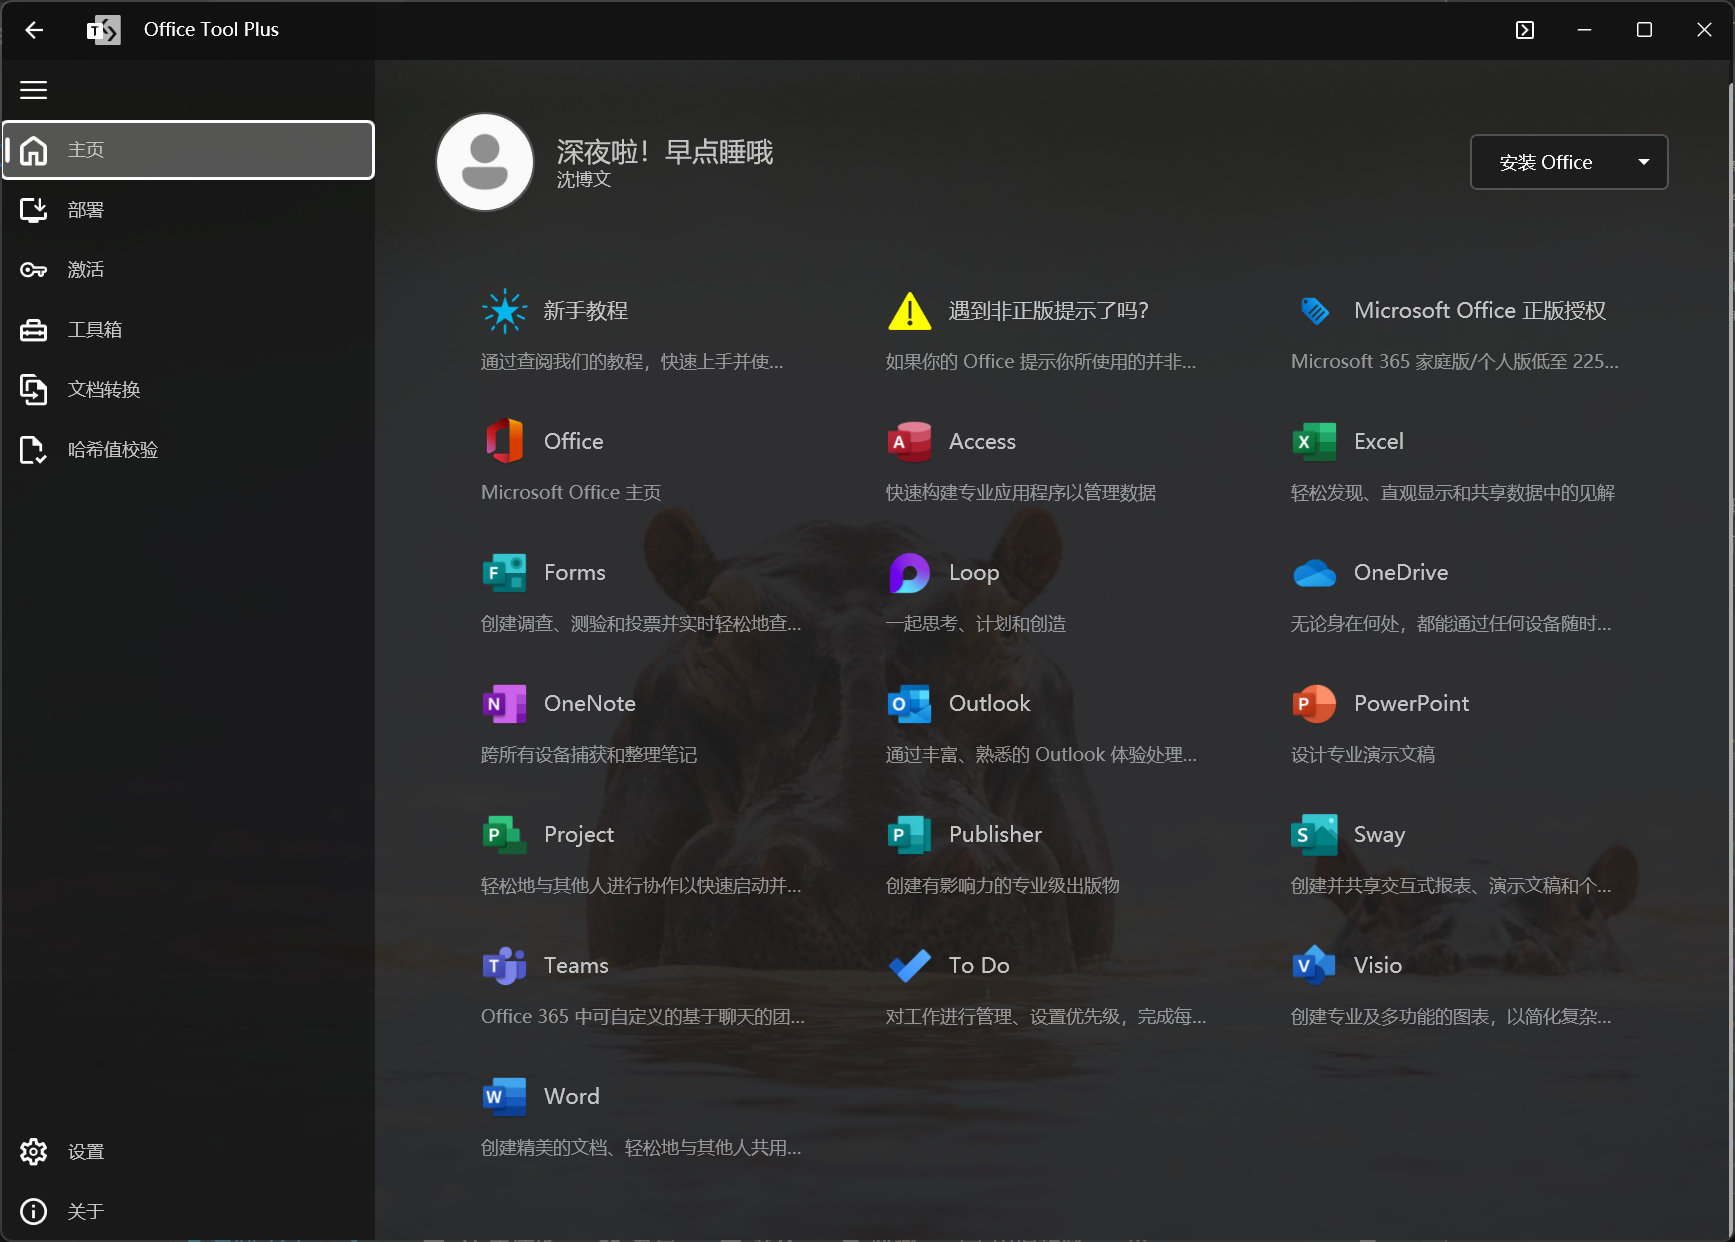 Office Tool Plus
主页
部署
激活
工具箱
文档转换
哈希值校验
设置
关于
深夜啦！早点睡哦
沈博文
安装 Office
新手教程
通过查阅我们的教程，快速上手并使...
遇到非正版提示了吗?
如果你的 Office 提示你所使用的并非...
Microsoft Office 正版授权
Microsoft 365 家庭版/个人版低至 225...
Office
Microsoft Office 主页
Access
快速构建专业应用程序以管理数据
Excel
轻松发现、直观显示和共享数据中的见解
Forms
创建调查、测验和投票并实时轻松地查...
Loop
一起思考、计划和创造
OneDrive
无论身在何处，都能通过任何设备随时...
OneNote
跨所有设备捕获和整理笔记
Outlook
通过丰富、熟悉的 Outlook 体验处理...
PowerPoint
设计专业演示文稿
Project
轻松地与其他人进行协作以快速启动并...
Publisher
创建有影响力的专业级出版物
Sway
创建并共享交互式报表、演示文稿和个...
Teams
Office 365 中可自定义的基于聊天的团...
To Do
对工作进行管理、设置优先级，完成每...
Visio
创建专业及多功能的图表，以简化复杂...
Word
创建精美的文档、轻松地与其他人共用...